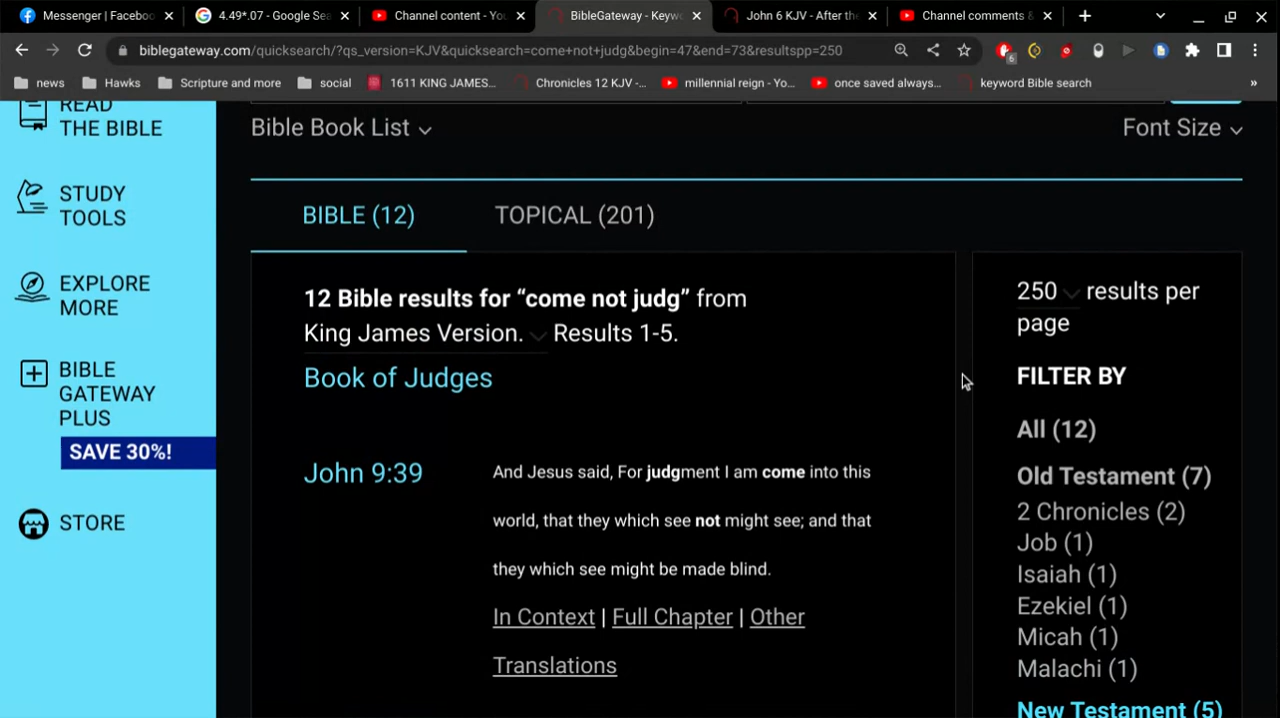 Messenger | Faceboo
4.49*.07 - Google Sea
Channel content - You
BibleGateway - Keywo
John 6 KJV - After the
Channel comments &
biblegateway.com/quicksearch/?qs_version=KJV&quicksearch=come+not+judg&begin=47&end=73&resultspp=250
6
news
Hawks
Scripture and more
social
1611 KING JAMES...
Chronicles 12 KJV -...
millennial reign - Yo...
once saved always...
keyword Bible search
»
READ
THE BIBLE
STUDY
TOOLS
EXPLORE
MORE
BIBLE
GATEWAY
PLUS
SAVE 30%!
STORE
Bible Book List
Font Size
BIBLE (12)
TOPICAL (201)
12 Bible results for “come not judg” from
King James Version. Results 1-5.
Book of Judges
John 9:39
And Jesus said, For judgment I am come into this
world, that they which see not might see; and that
they which see might be made blind.
In Context | Full Chapter | Other
Translations
250 results per
page
FILTER BY
All (12)
Old Testament (7)
2 Chronicles (2)
Job (1)
Isaiah (1)
Ezekiel (1)
Micah (1)
Malachi (1)
New Testament (5)